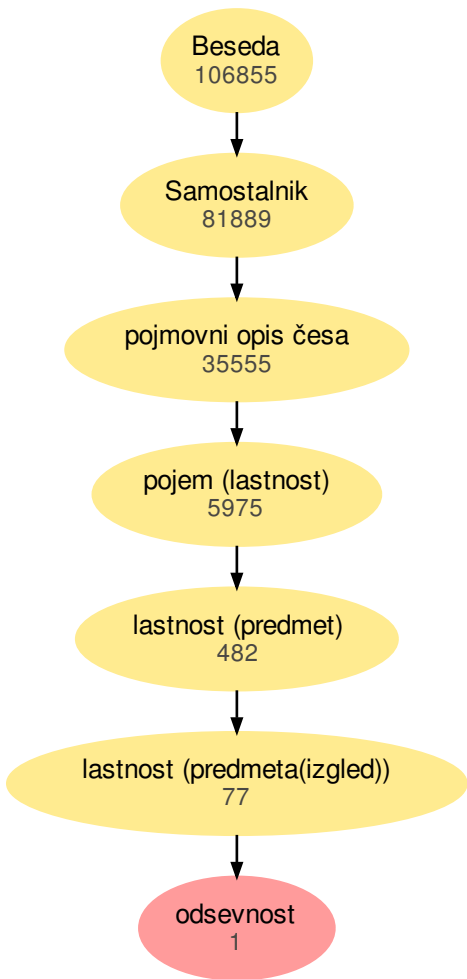 Beseda
106855
Samostalnik
81889
pojmovni opis česa
35555
pojem (lastnost)
5975
lastnost (predmet)
482
lastnost (predmeta(izgled))
77
odsevnost
1